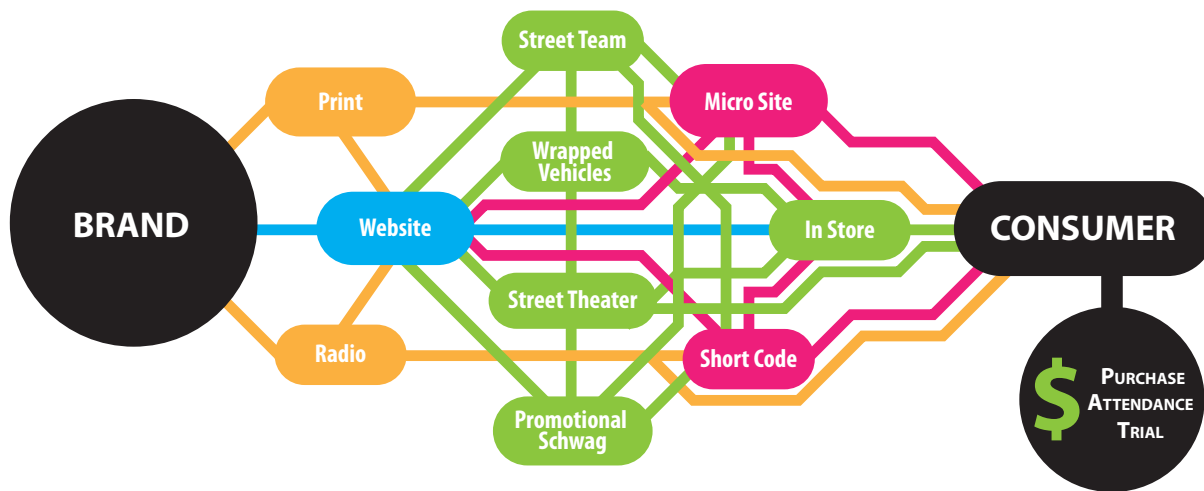 Street Team
Print
Micro Site
Wrapped
Vehicles
BRAND
Website
In Store
CONSUMER
Street Theater
Radio
Short Code
$
PURCHASE
ATTENDANCE
TRIAL
Promotional
Schwag